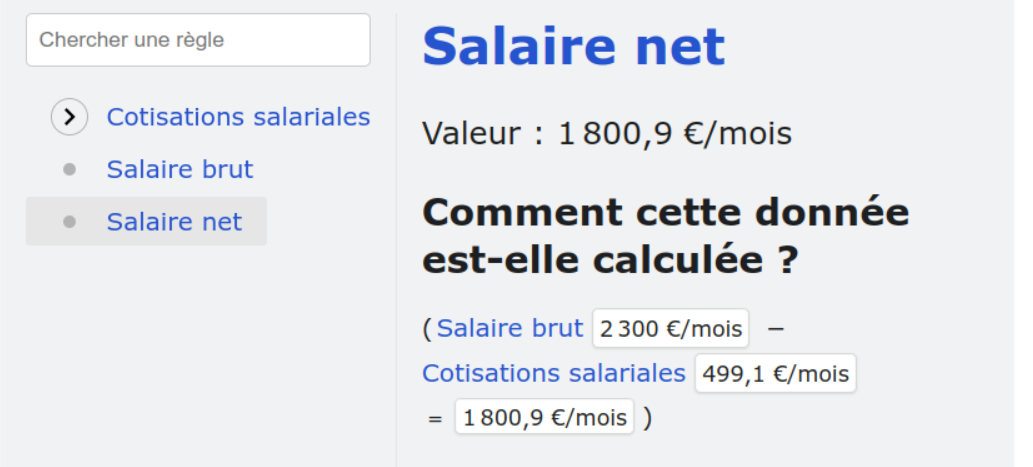 Chercher une règle
Cotisations salariales
Salaire brut
Salaire net
Salaire net
Valeur : 1 800,9 €/mois
Comment cette donnée
est-elle calculée ?
( Salaire brut 2 300 €/mois −
Cotisations salariales 499,1 €/mois
= 1 800,9 €/mois )